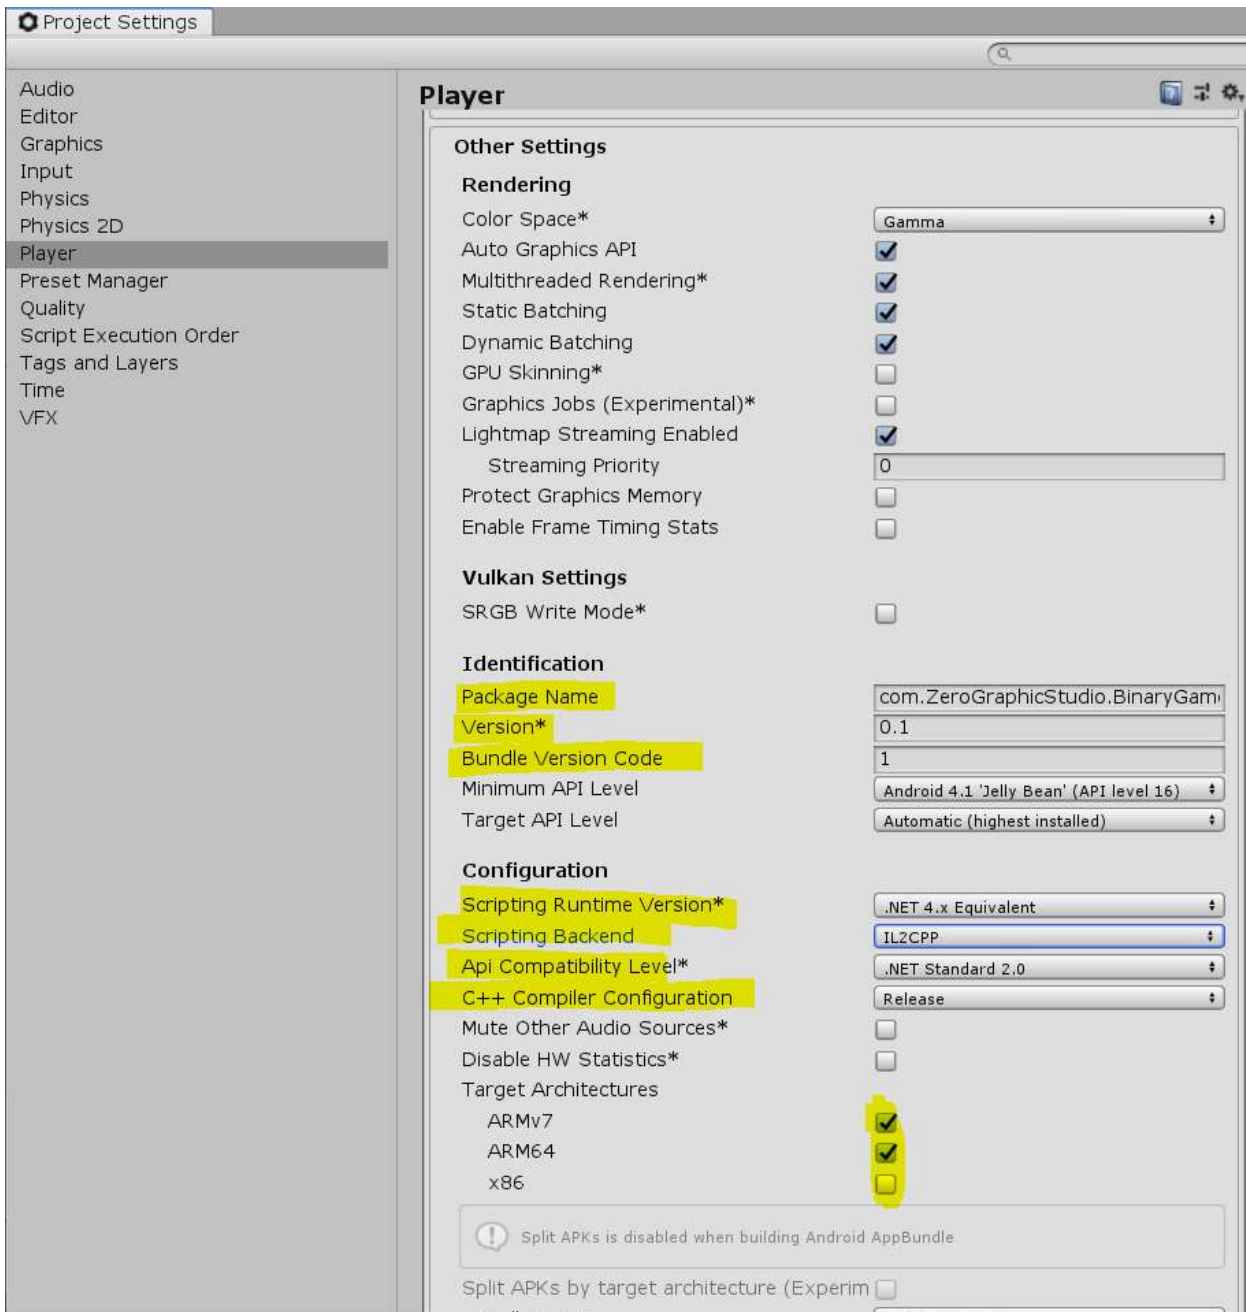 Project Settings
Audio
Editor
Graphics
Input
Physics
Physics 2D
Player
Preset Manager
Quality
Script Execution Order
Tags and Layers
Time
VFX
Player
Other Settings
Rendering
Color Space* Gamma
Auto Graphics API
Multithreaded Rendering*
Static Batching
Dynamic Batching
GPU Skinning*
Graphics Jobs (Experimental)*
Lightmap Streaming Enabled
Streaming Priority 0
Protect Graphics Memory
Enable Frame Timing Stats
Vulkan Settings
SRGB Write Mode*
Identification
Package Name com.ZeroGraphicStudio.BinaryGam
Version* 0.1
Bundle Version Code 1
Minimum API Level Android 4.1 'Jelly Bean' (API level 16)
Target API Level Automatic (highest installed)
Configuration
Scripting Runtime Version* .NET 4.x Equivalent
Scripting Backend IL2CPP
Api Compatibility Level* .NET Standard 2.0
C++ Compiler Configuration Release
Mute Other Audio Sources*
Disable HW Statistics*
Target Architectures
ARMv7
ARM64
x86
Split APKs is disabled when building Android AppBundle
Split APKs by target architecture (Experim